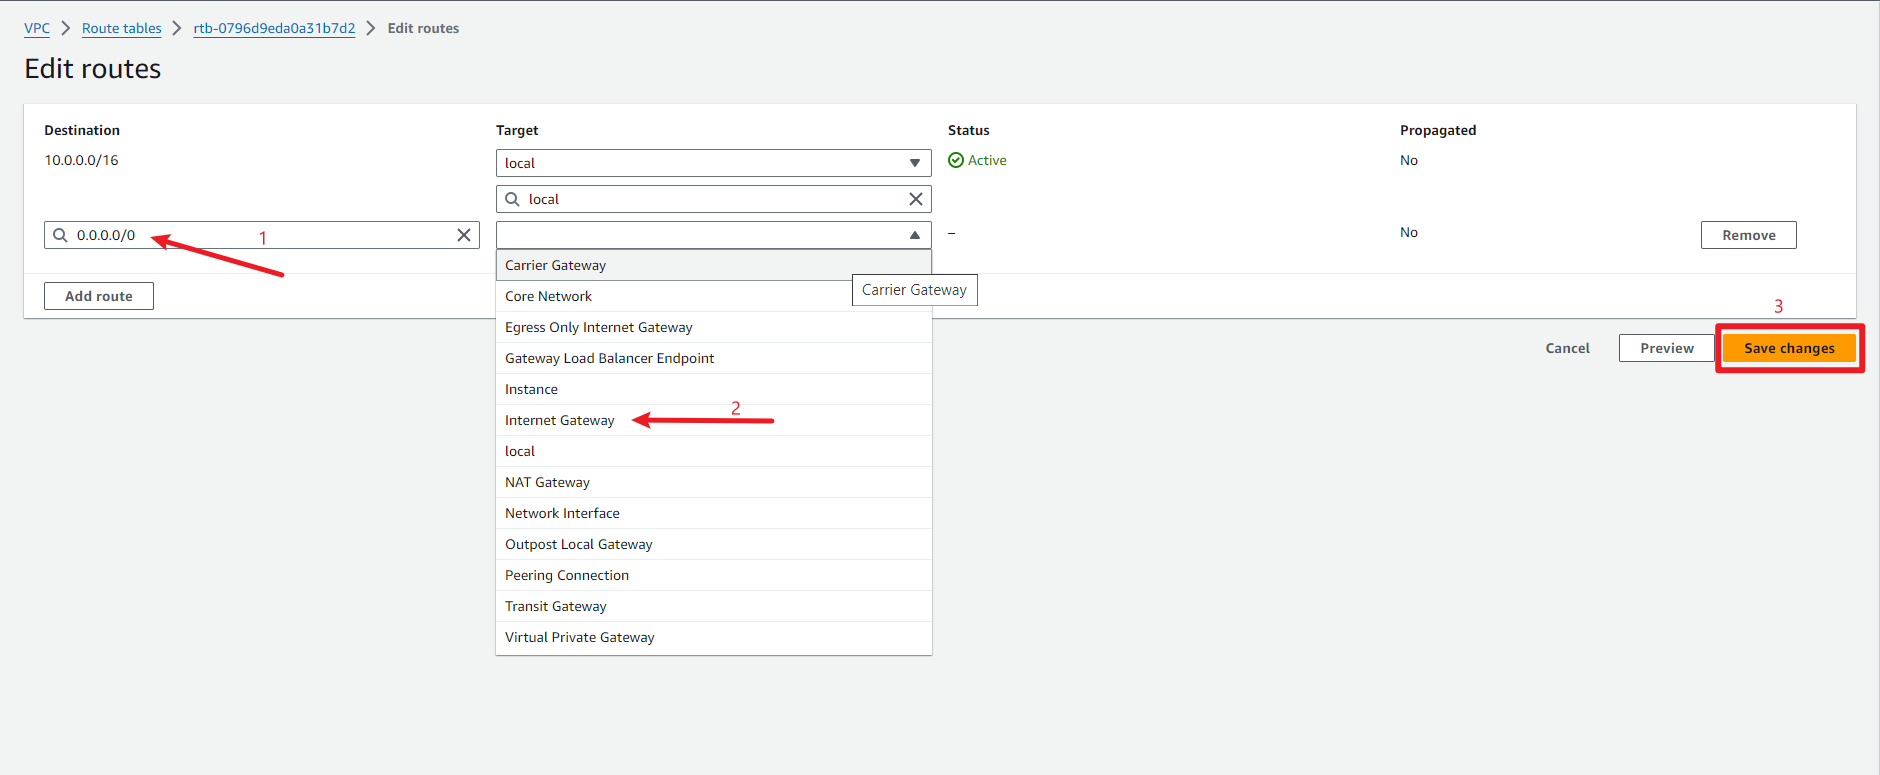 VPC > Route tables > rtb-0796d9eda0a31b7d2 > Edit routes
Edit routes
Destination Target Status Propagated
10.0.0.0/16 local Active No
local
0.0.0.0/0 1 – No Remove
Carrier Gateway
Carrier Gateway
Add route
Core Network
3
Egress Only Internet Gateway
Cancel Preview Save changes
Gateway Load Balancer Endpoint
Instance
Internet Gateway 2
local
NAT Gateway
Network Interface
Outpost Local Gateway
Peering Connection
Transit Gateway
Virtual Private Gateway